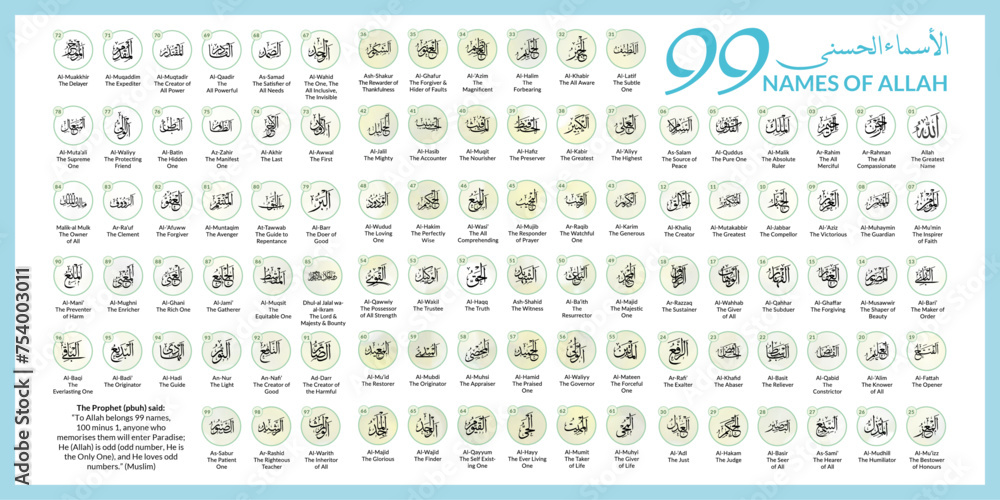 الأسماء الحسنى
99
NAMES OF ALLAH
72
Al-Muakkhir
The Delayer
71
Al-Muqaddim
The Expediter
70
Al-Muqtadir
The Creator of
All Power
69
Al-Qaadir
The
All Powerful
68
As-Samad
The Satisfer of
All Needs
67
Al-Wahid
The One, The
All Inclusive,
The Invisible
36
Ash-Shakur
The Rewarder of
Thankfulness
35
Al-Ghafur
The Forgiver &
Hider of Faults
34
Al-'Azim
The
Magnificent
33
Al-Halim
The
Forbearing
32
Al-Khabir
The All Aware
31
Al-Latif
The Subtle
One
78
Al-Muta'ali
The Supreme
One
77
Al-Waliyy
The Protecting
Friend
76
Al-Batin
The Hidden
One
75
Az-Zahir
The Manifest
One
74
Al-Akhir
The Last
73
Al-Awwal
The First
42
Al-Jalil
The Mighty
41
Al-Hasib
The Accounter
40
Al-Muqit
The Nourisher
39
Al-Hafiz
The Preserver
38
Al-Kabir
The Greatest
37
Al-'Aliyy
The Highest
06
As-Salam
The Source of
Peace
05
Al-Quddus
The Pure One
04
Al-Malik
The Absolute
Ruler
03
Ar-Rahim
The All
Merciful
02
Ar-Rahman
The All
Compassionate
01
الله
Allah
The Greatest
Name
84
Malik-al Mulk
The Owner
of All
83
Ar-Ra'uf
The Clement
82
Al-'Afuww
The Forgiver
81
Al-Muntaqim
The Avenger
80
At-Tawwab
The Guide to
Repentance
79
Al-Barr
The Doer of
Good
48
Al-Wudud
The Loving
One
47
Al-Hakim
The Perfectly
Wise
46
Al-Wasi'
The All
Comprehending
45
Al-Mujib
The Responder
of Prayer
44
Ar-Raqib
The Watchful
One
43
Al-Karim
The Generous
12
Al-Khaliq
The Creator
11
Al-Mutakabbir
The Greatest
10
Al-Jabbar
The Compellor
09
Al-'Aziz
The Victorious
08
Al-Muhaymin
The Guardian
07
Al-Mu'nin
The Inspirer
of Faith
90
Al-Mani'
The Preventer
of Harm
89
Al-Mughni
The Enricher
88
Al-Ghani
The Rich One
87
Al-Jami'
The Gatherer
86
Al-Muqsit
The
Equitable One
85
Dhul-al Jalal wa-
al-Ikram
The Lord &
Majesty & Bounty
54
Al-Qawwiy
The Possessor
of All Strength
53
Al-Wakil
The Trustee
52
Al-Haqq
The Truth
51
Ash-Shahid
The Witness
50
Al-Ba'ith
The
Resurrector
49
Al-Majid
The Majestic
One
18
Ar-Razzaq
The Sustainer
17
Al-Wahhab
The Giver
of All
16
Al-Qahhar
The Subduer
15
Al-Ghaffar
The Forgiving
14
Al-Musawwir
The Shaper of
Beauty
13
Al-Bari'
The Maker of
Order
96
Al-Baqi
The
Everlasting One
95
Al-Badi'
The Originator
94
Al-Hadi
The Guide
93
An-Nur
The Light
92
An-Nafi'
The Creator of
Good
91
Ad-Darr
The Creator of
the Harmful
60
Al-Mu'id
The Restorer
59
Al-Mubdi
The Originator
58
Al-Muhsi
The Appraiser
57
Al-Hamid
The Praised
One
56
Al-Waliyy
The Governor
55
Al-Mateen
The Forceful
One
24
Ar-Rafi'
The Exalter
23
Al-Khafid
The Abaser
22
Al-Basit
The Reliever
21
Al-Qabid
The
Constrictor
20
Al-'Alim
The Knower
of All
19
Al-Fattah
The Opener
The Prophet (pbuh) said:
"To Allah belongs 99 names,
100 minus 1, anyone who
memorises them will enter Paradise;
He (Allah) is odd (odd number, He is
the Only One), and He loves odd
numbers." (Muslim)
99
As-Sabur
The Patient
One
98
Ar-Rashid
The Righteous
Teacher
97
Al-Warith
The Inheritor
of All
66
Al-Majid
The Glorious
65
Al-Wajid
The Finder
64
Al-Qayyum
The Self Exist-
ing One
63
Al-Hayy
The Ever Living
One
62
Al-Mumit
The Taker
of Life
61
Al-Muhyi
The Giver
of Life
30
Al-'Adl
The Just
29
Al-Hakam
The Judge
28
Al-Basir
The Seer
of All
27
As-Sami'
The Hearer
of All
26
Al-Mudhill
The Humiliator
25
Al-Mu'izz
The Bestower
of Honours
Adobe Stock | #754003011
Adobe Stock